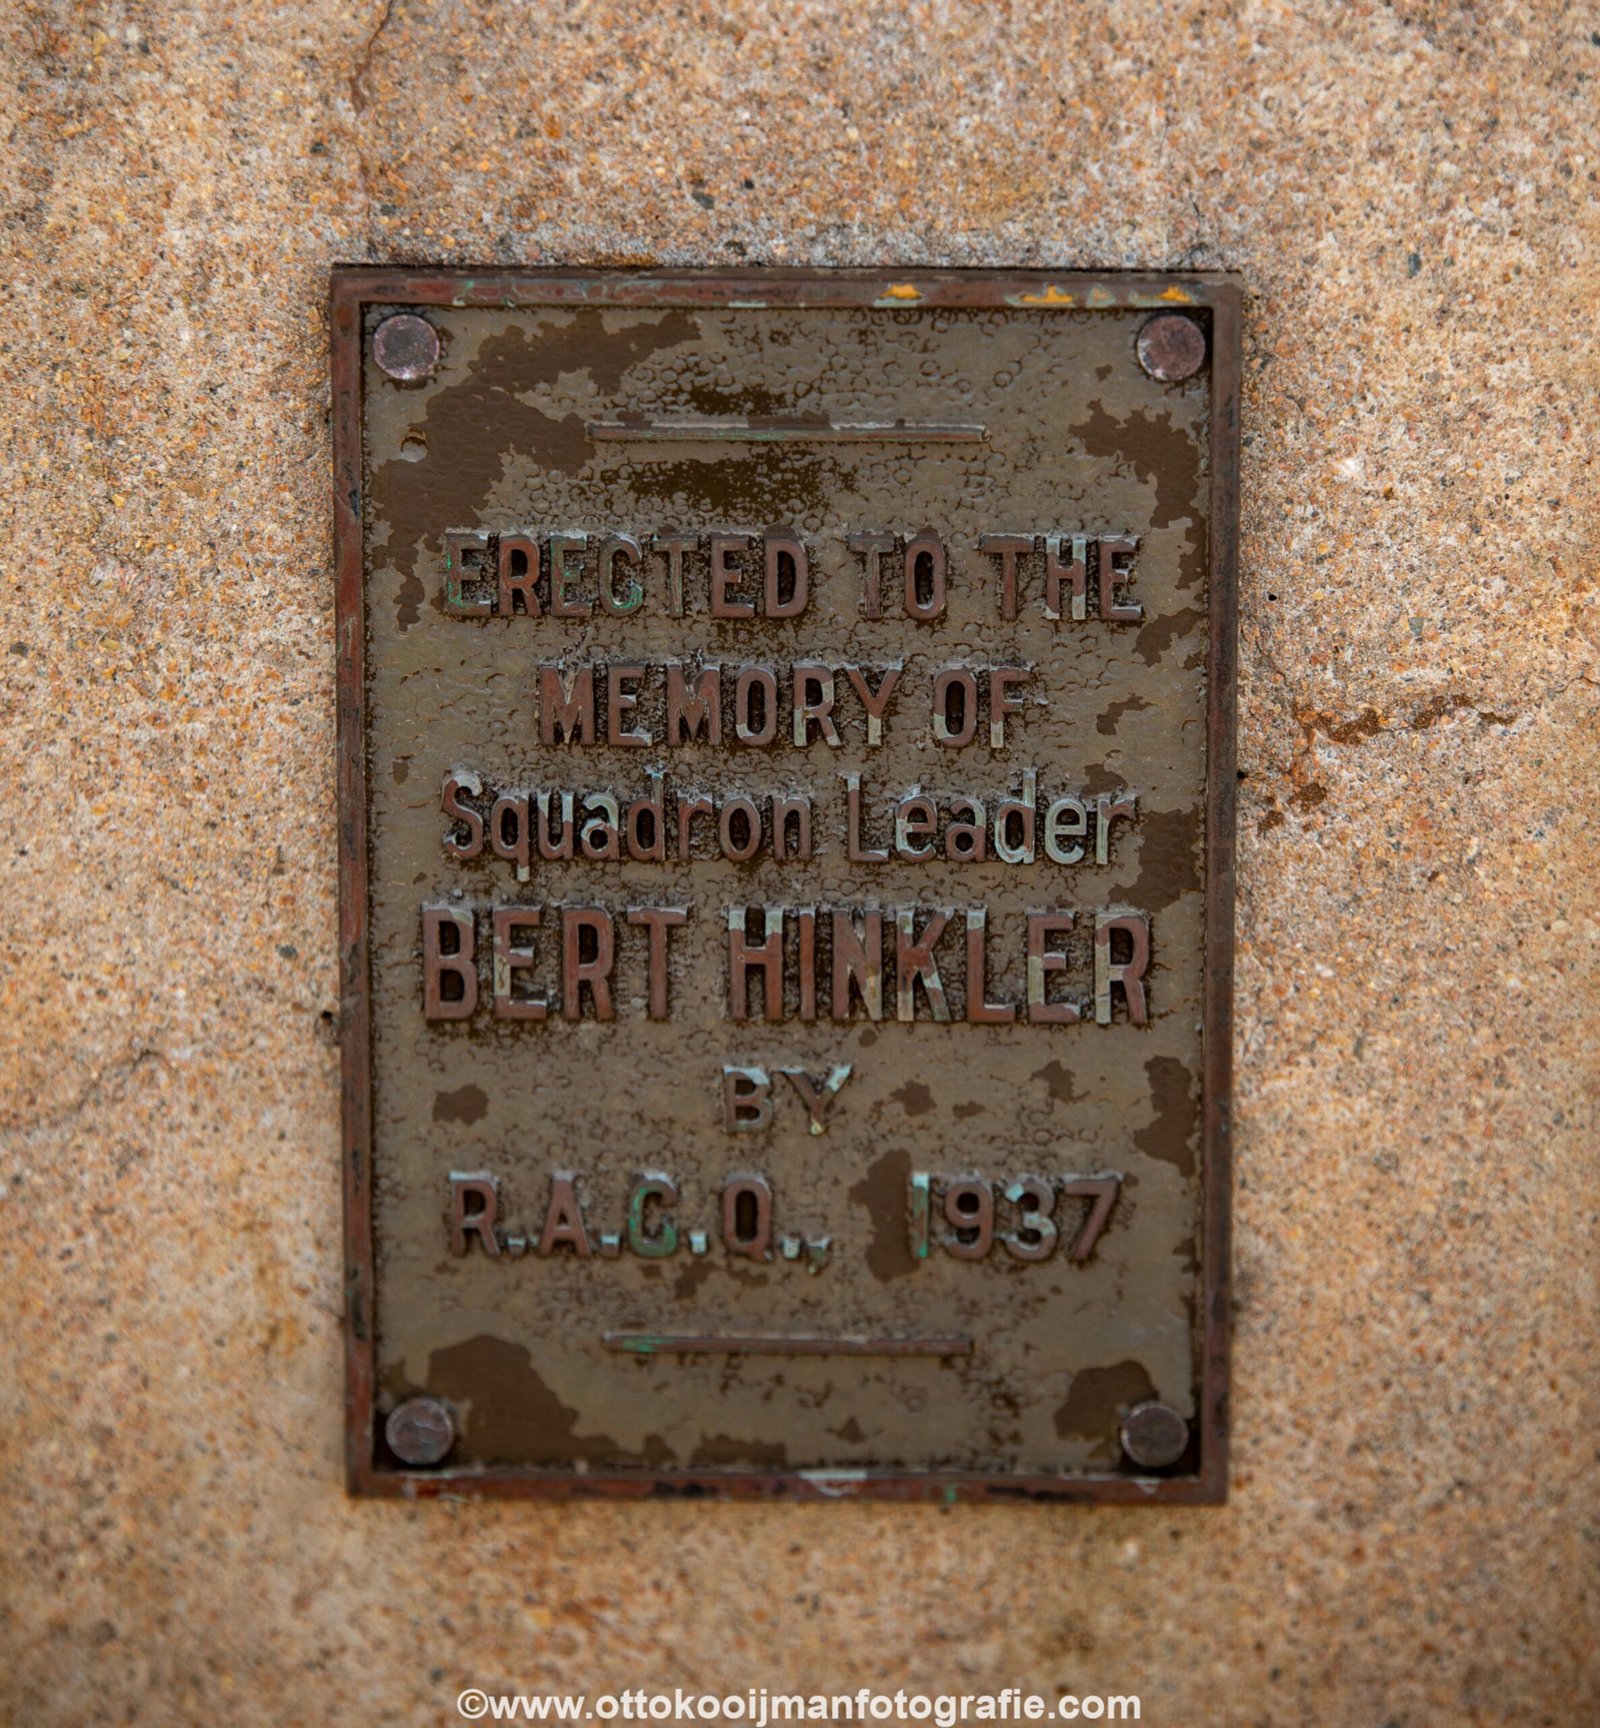 ERECTED TO THE
MEMORY OF
Squadron Leader
BERT HINKLER
BY
R.A.C.Q., 1937
©www.ottokooijmanfotografie.com